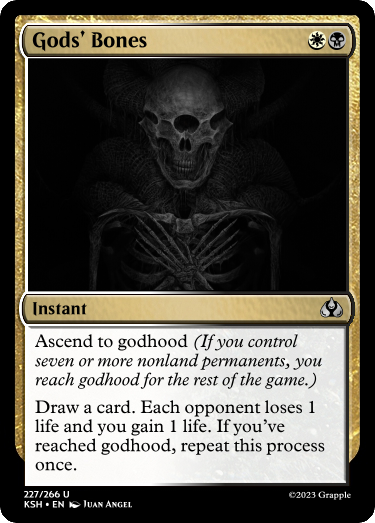 Gods' Bones
Instant
Ascend to godhood (If you control
seven or more nonland permanents, you
reach godhood for the rest of the game.)
Draw a card. Each opponent loses 1
life and you gain 1 life. If you've
reached godhood, repeat this process
once.
227/266 U
KSH • EN Juan Angel
©2023 Grapple